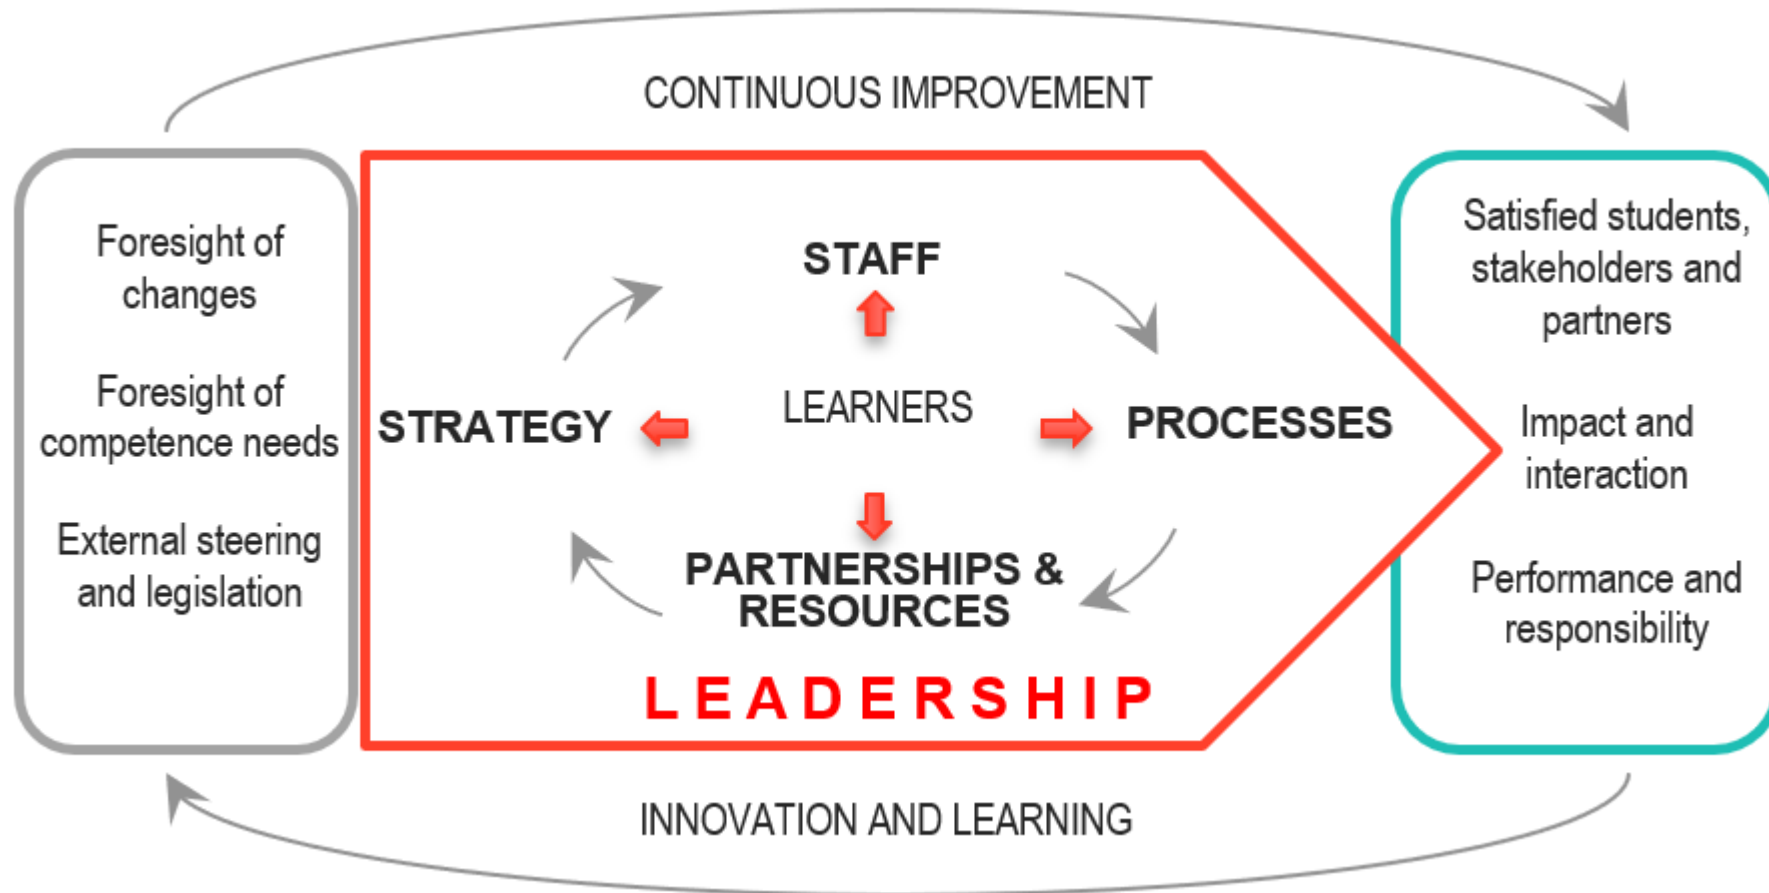 CONTINUOUS IMPROVEMENT
Foresight of
changes
Foresight of
competence needs
External steering
and legislation
STAFF
STRATEGY
LEARNERS
PROCESSES
PARTNERSHIPS &
RESOURCES
LEADERSHIP
Satisfied students,
stakeholders and
partners
Impact and
interaction
Performance and
responsibility
INNOVATION AND LEARNING